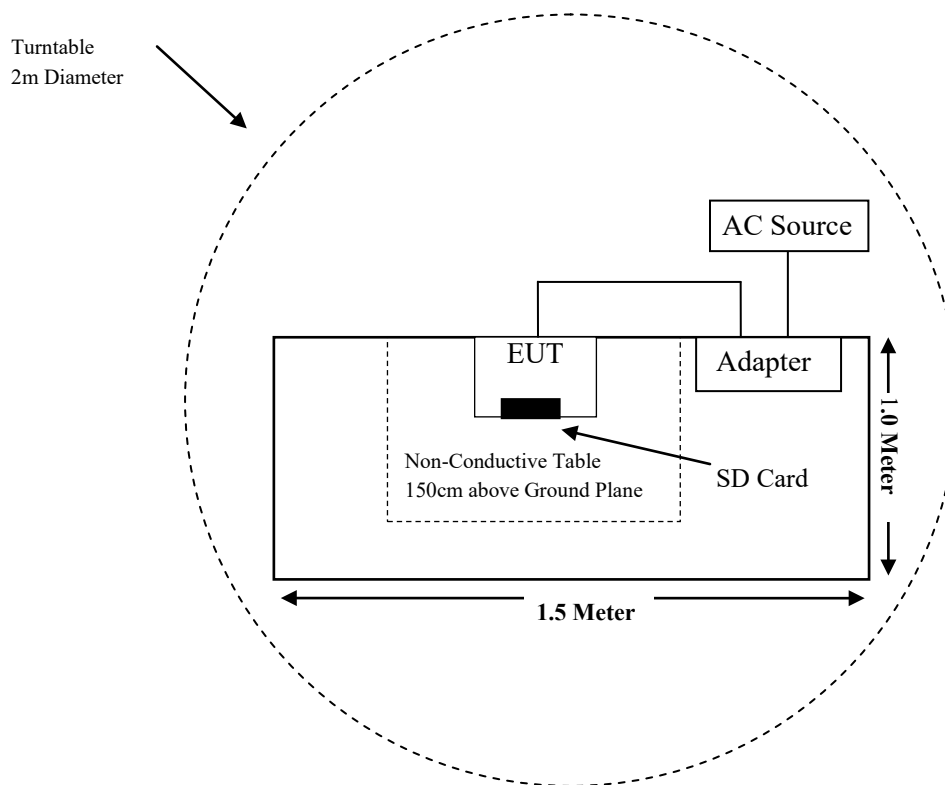 Turntable
2m Diameter
AC Source
EUT
Adapter
1.0 Meter
Non-Conductive Table
150cm above Ground Plane
SD Card
1.5 Meter